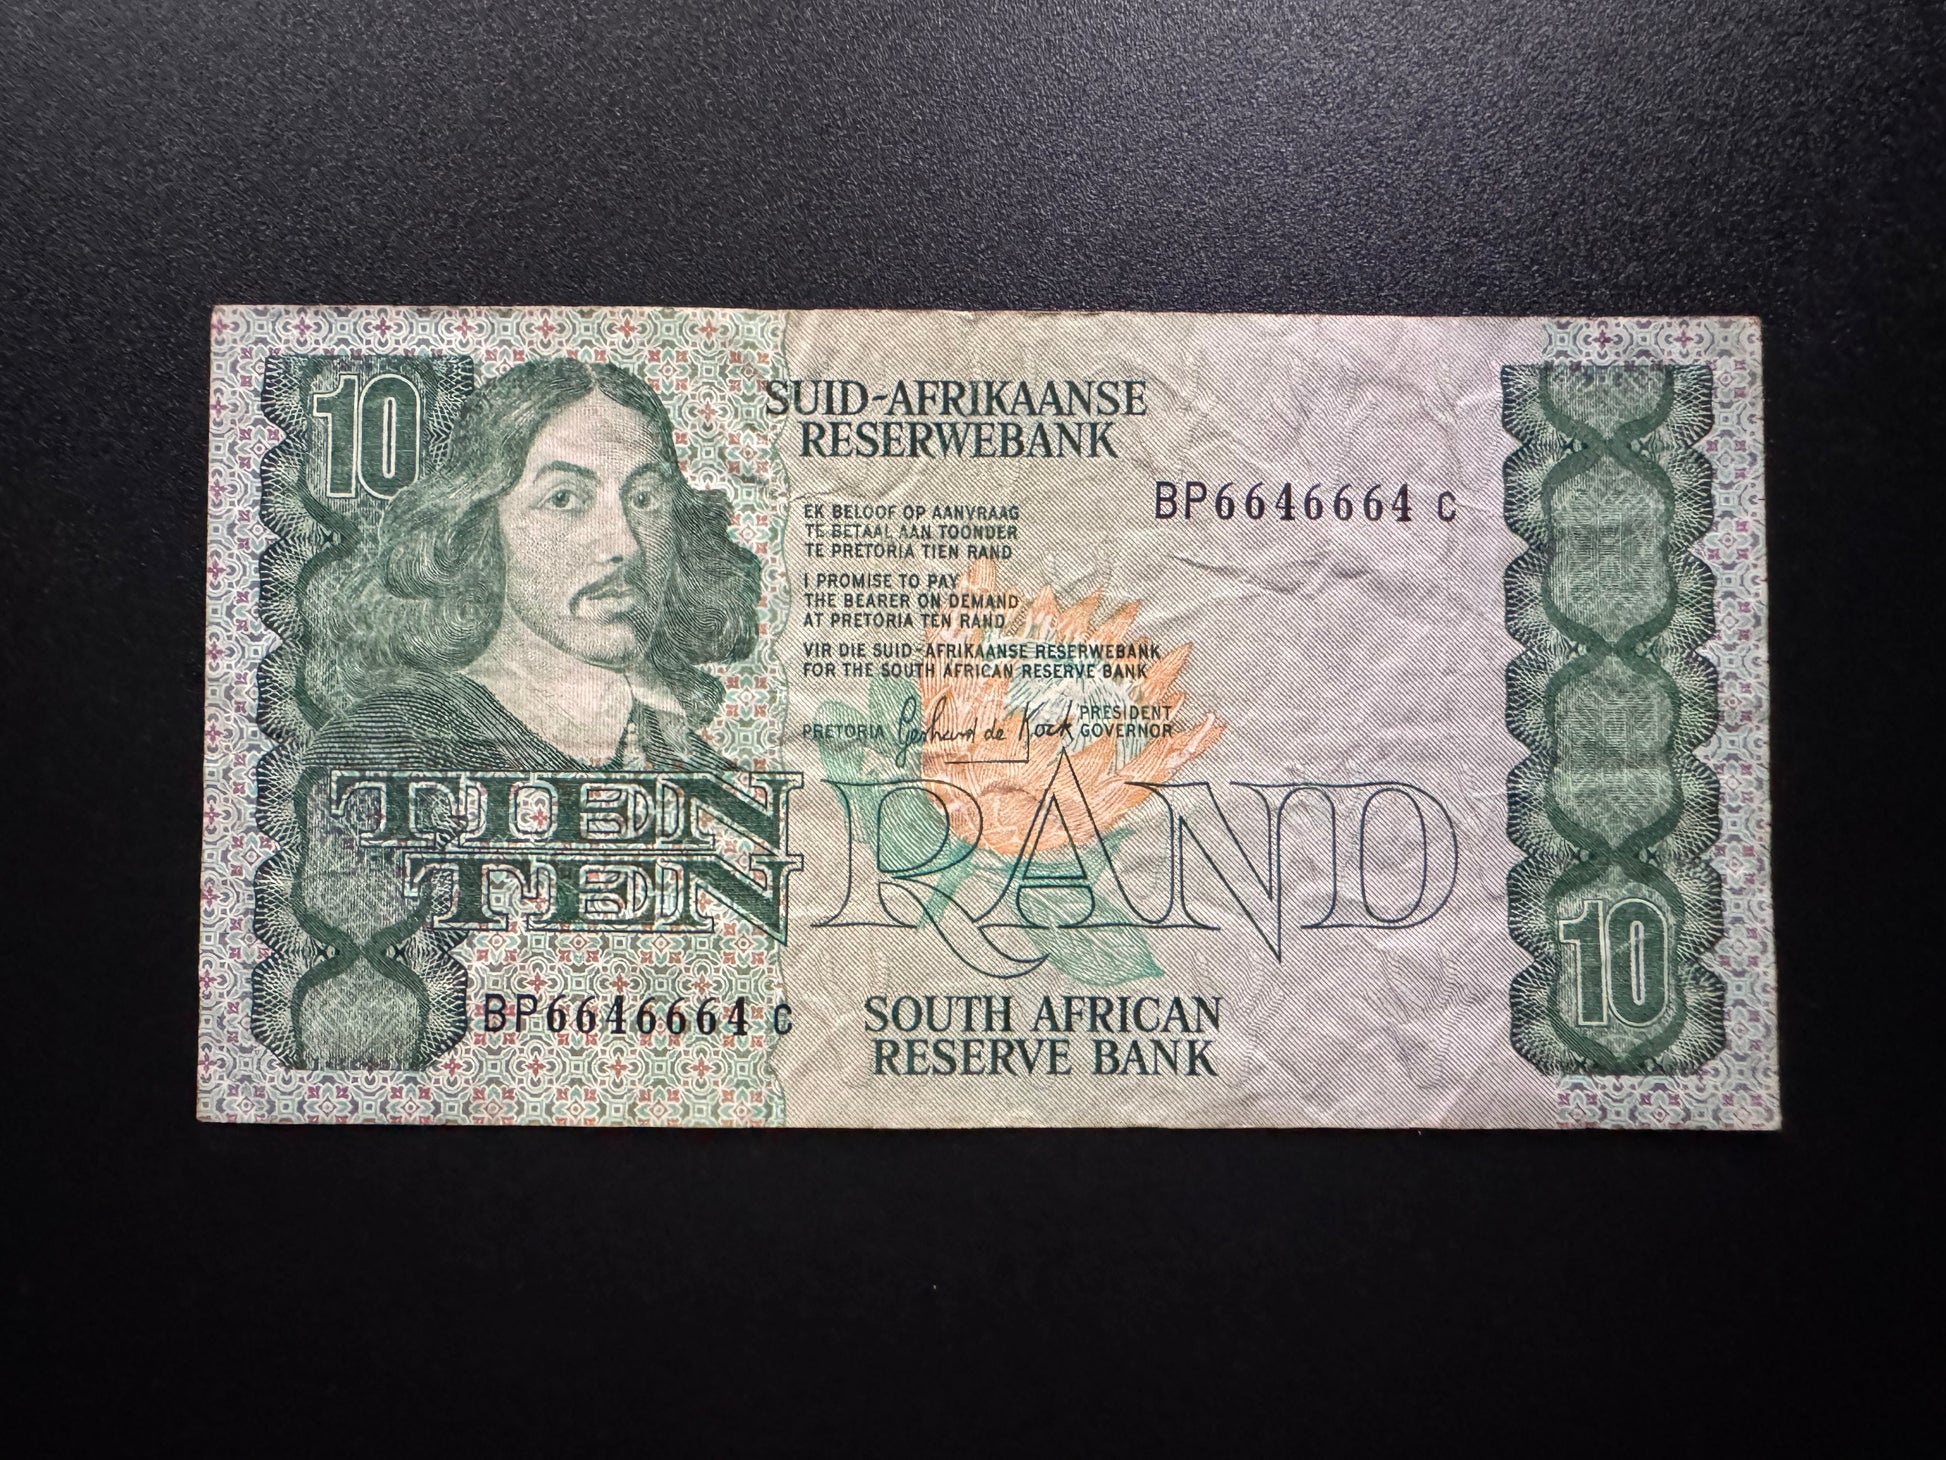 10
SUID-AFRIKAANSE
RESERWEBANK
BP6646664 C
EK BELOOF OP AANVRAAG
TE BETAAL AAN TOONDER
TE PRETORIA TIEN RAND
I PROMISE TO PAY
THE BEARER ON DEMAND
AT PRETORIA TEN RAND
VIR DIE SUID-AFRIKAANSE RESERWEBANK
FOR THE SOUTH AFRICAN RESERVE BANK
PRETORIA Gerhard de Kock PRESIDENT
GOVERNOR
TIEN
TEN
RAND
10
BP6646664 C
SOUTH AFRICAN
RESERVE BANK